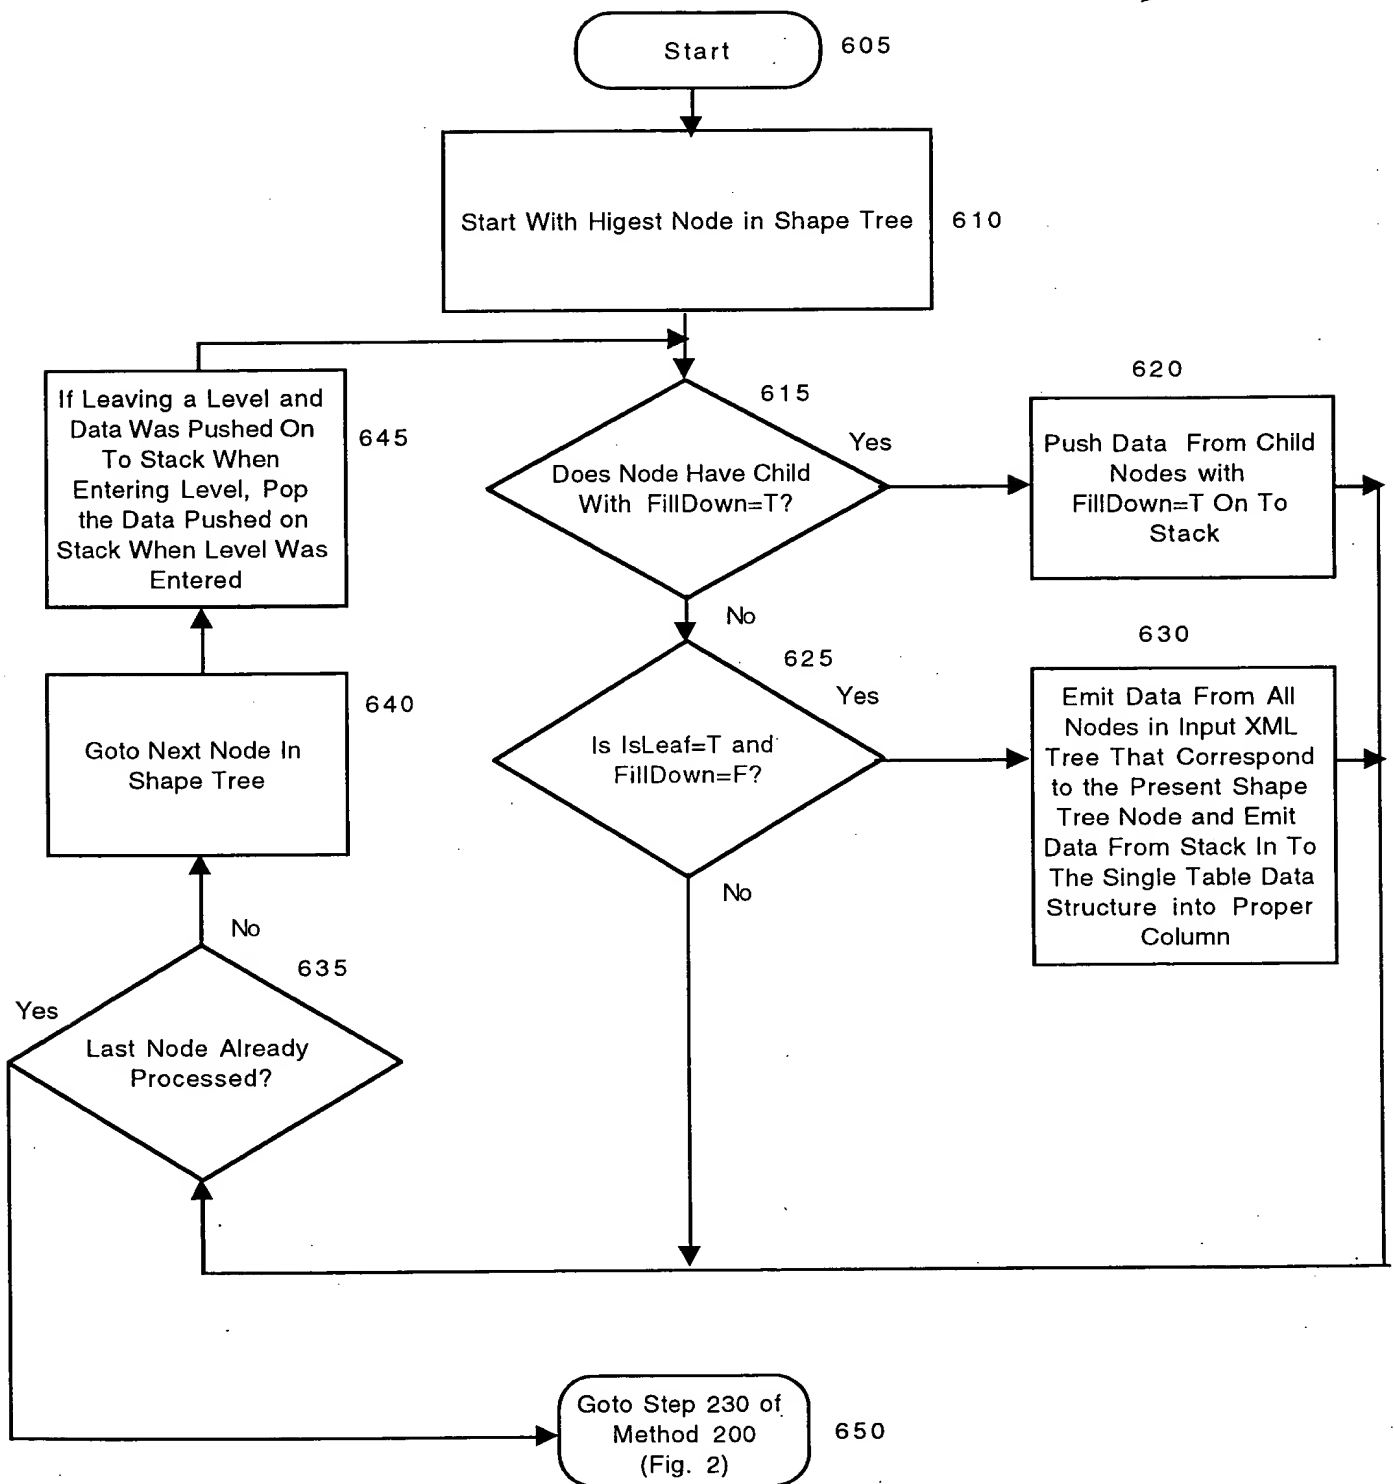 Start
605
Start With Higest Node in Shape Tree
610
620
615
If Leaving a Level and
Data Was Pushed On
To Stack When
Entering Level, Pop
the Data Pushed on
Stack When Level Was
Entered
645
Yes
Does Node Have Child
With FillDown=T?
Push Data From Child
Nodes with
FillDown=T On To
Stack
No
630
625
Yes
Is IsLeaf=T and
FillDown=F?
Emit Data From All
Nodes in Input XML
Tree That Correspond
to the Present Shape
Tree Node and Emit
Data From Stack In To
The Single Table Data
Structure into Proper
Column
No
640
Goto Next Node In
Shape Tree
No
635
Yes
Last Node Already
Processed?
Goto Step 230 of
Method 200
(Fig. 2)
650